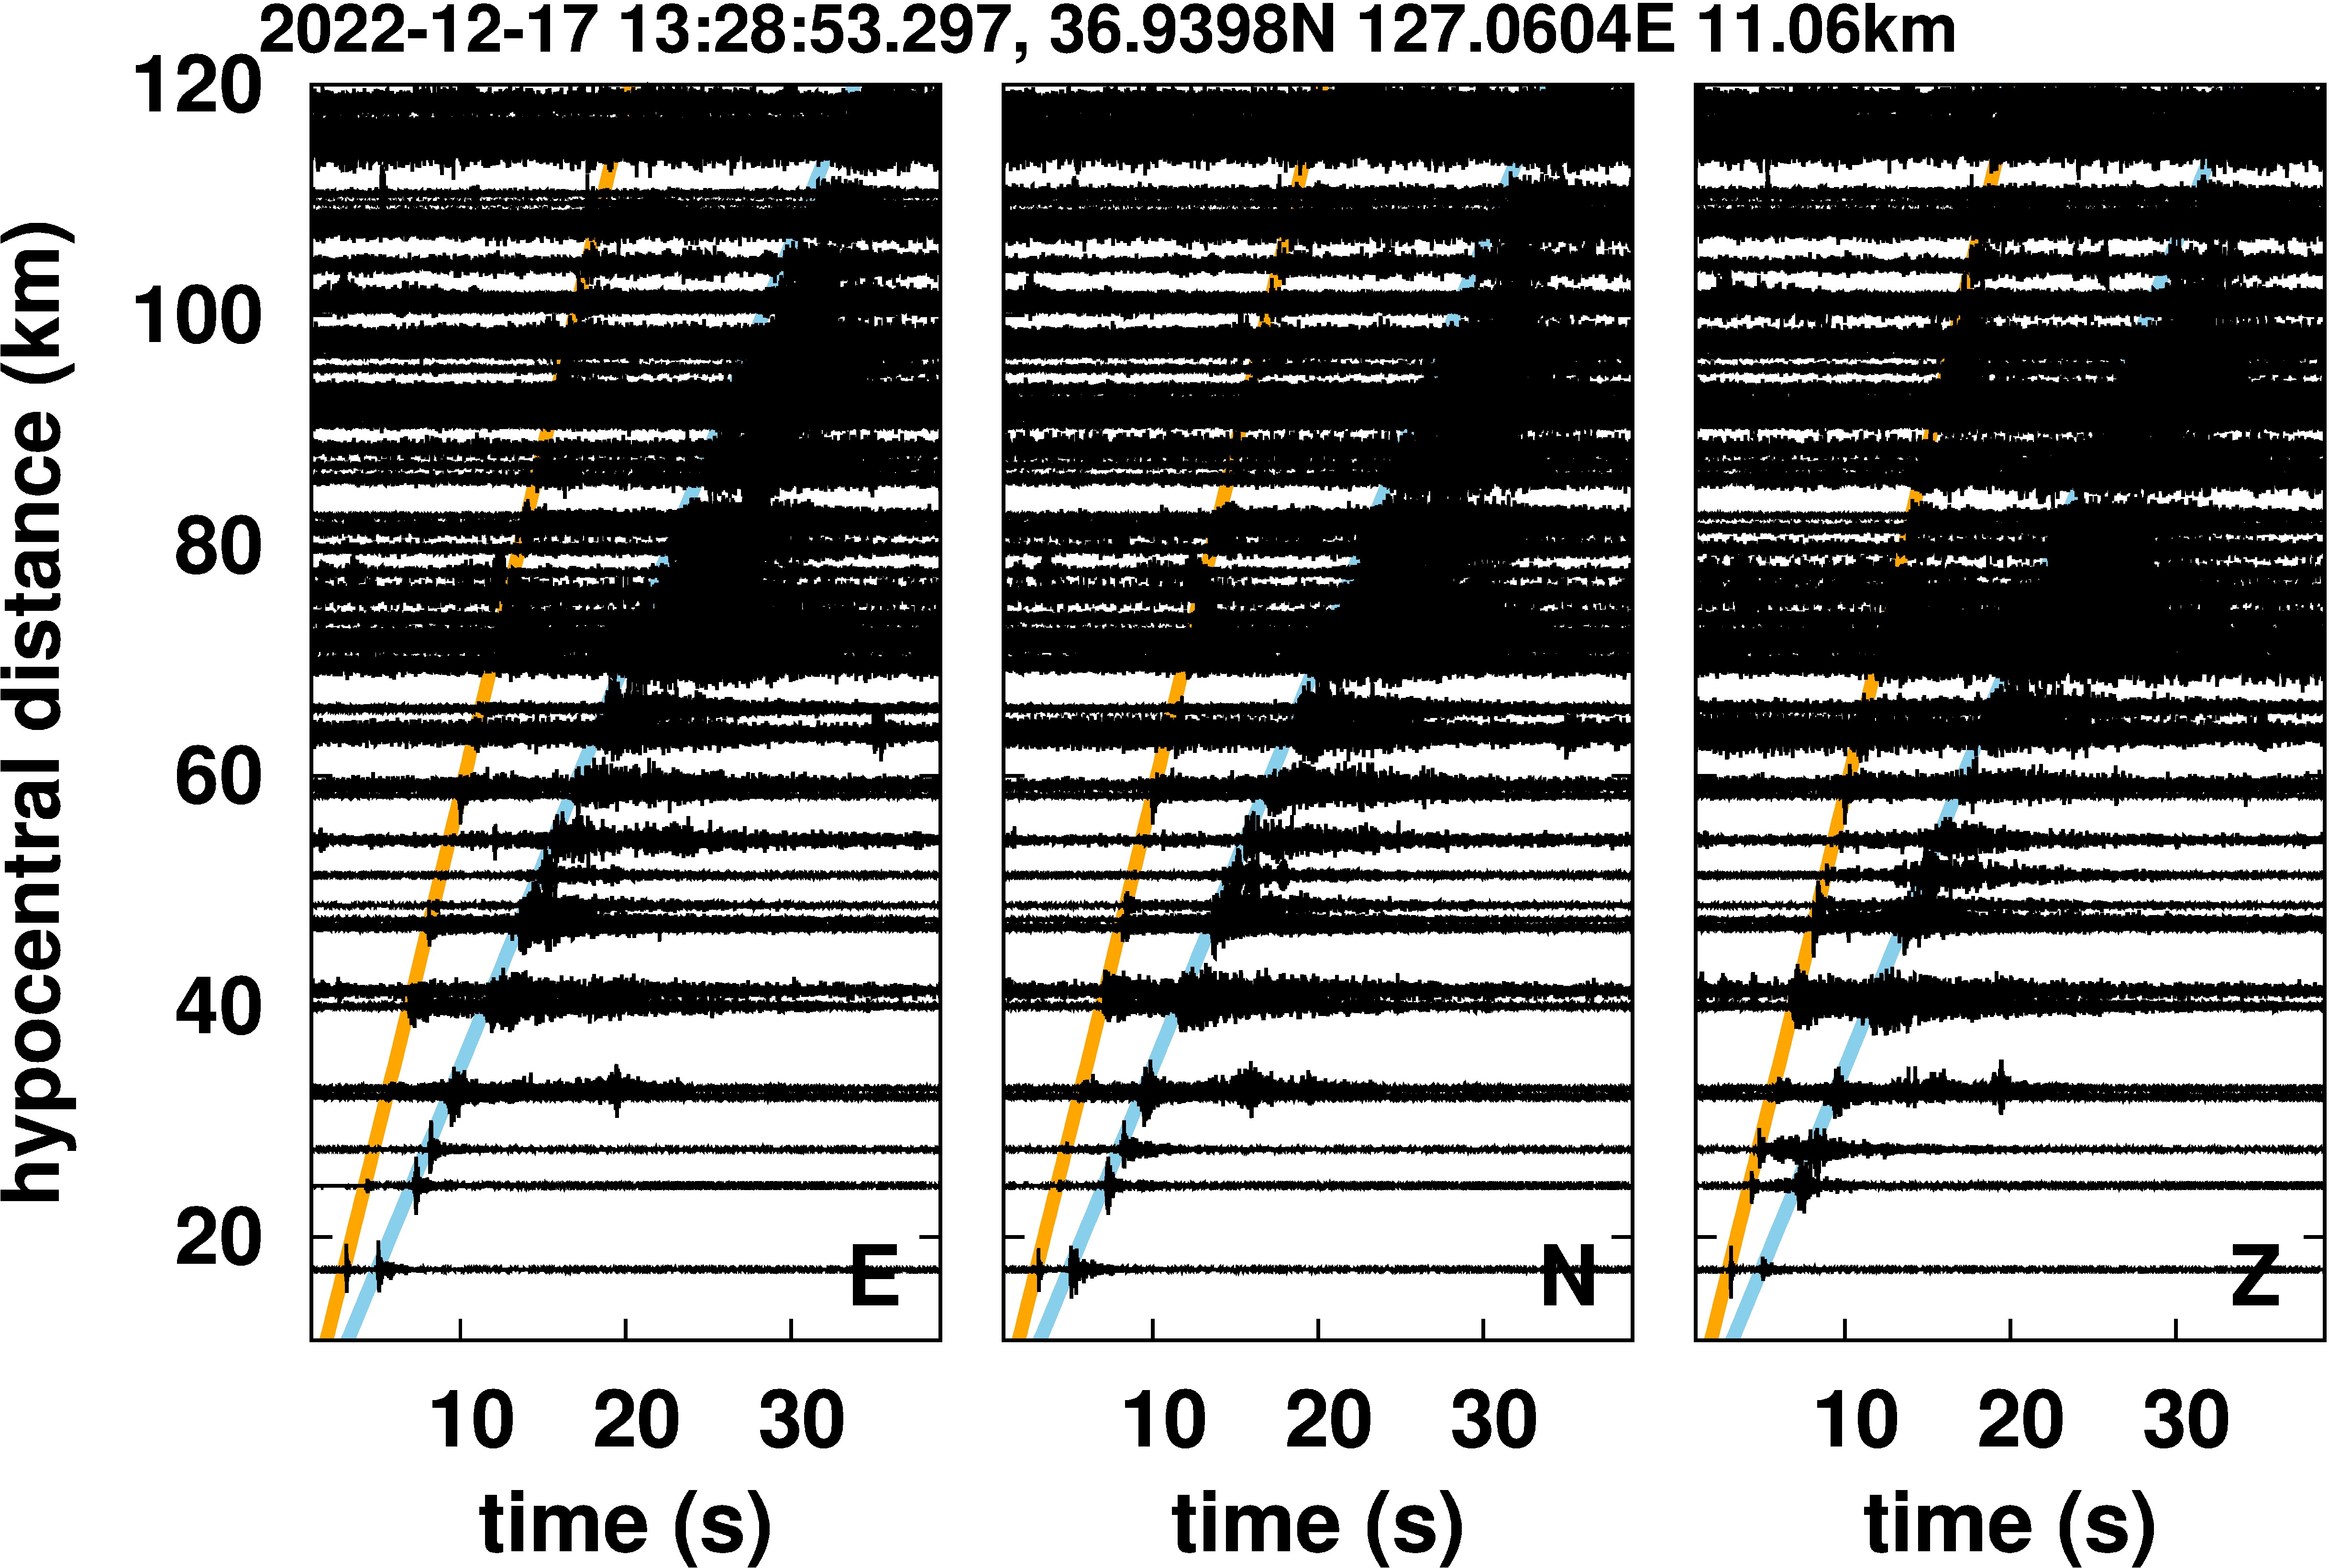 2022-12-17 13:28:53.297, 36.9398N 127.0604E 11.06km
hypocentral distance (km)
120
100
80
60
40
20
E
N
Z
10 20 30
10 20 30
10 20 30
time (s)
time (s)
time (s)